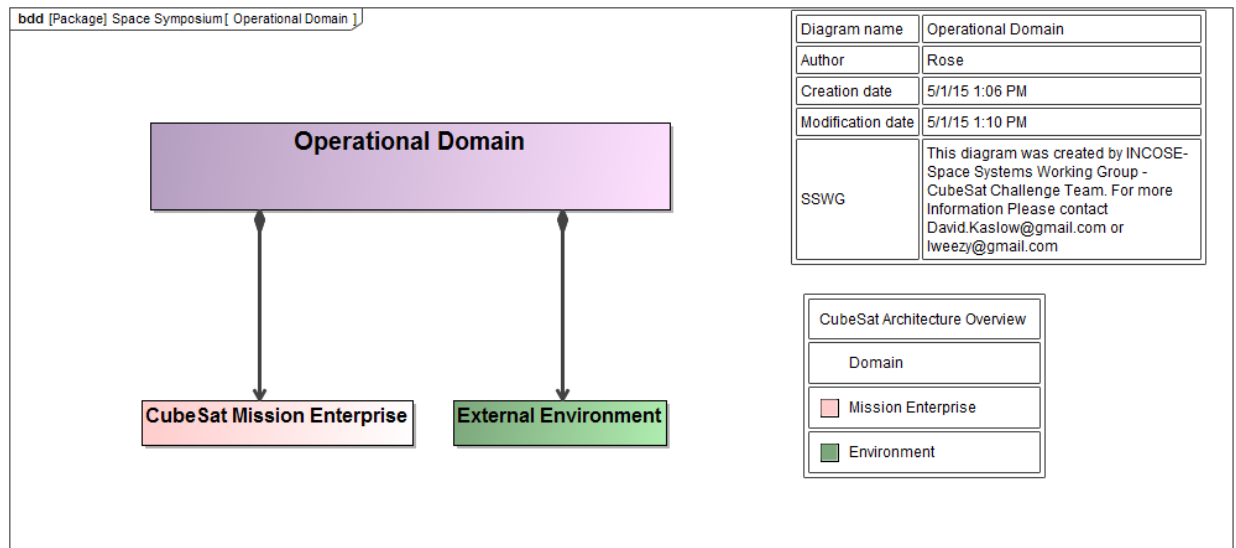 bdd [Package] Space Symposium [ Operational Domain ]
Diagram name
Operational Domain
Author
Rose
Creation date
5/1/15 1:06 PM
Modification date
5/1/15 1:10 PM
SSWG
This diagram was created by INCOSE-
Space Systems Working Group -
CubeSat Challenge Team. For more
Information Please contact
David.Kaslow@gmail.com or
lweezy@gmail.com
Operational Domain
CubeSat Mission Enterprise
External Environment
CubeSat Architecture Overview
Domain
Mission Enterprise
Environment